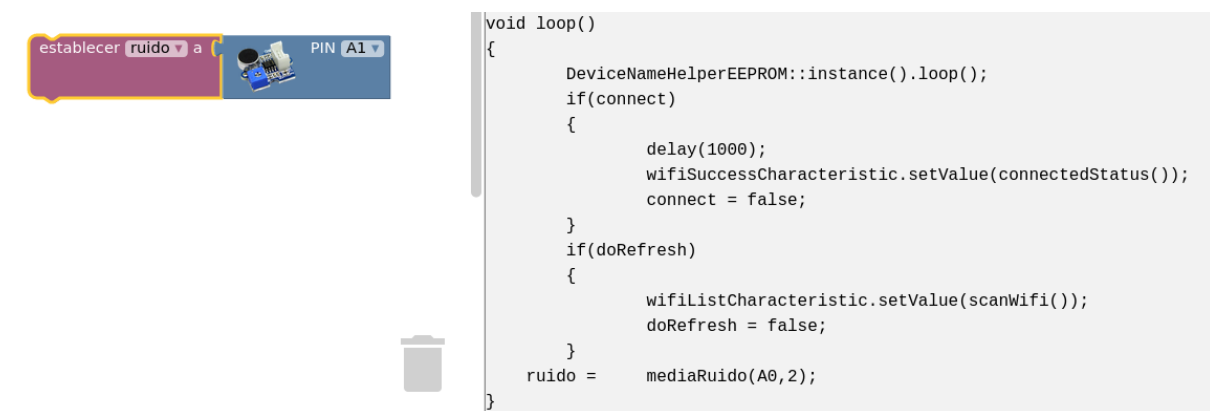 establecer ruido a PIN A1
void loop()
{
DeviceNameHelperEEPROM::instance().loop();
if(connect)
{
delay(1000);
wifiSuccessCharacteristic.setValue(connectedStatus());
connect = false;
}
if(doRefresh)
{
wifiListCharacteristic.setValue(scanWifi());
doRefresh = false;
}
ruido = mediaRuido(A0,2);
}